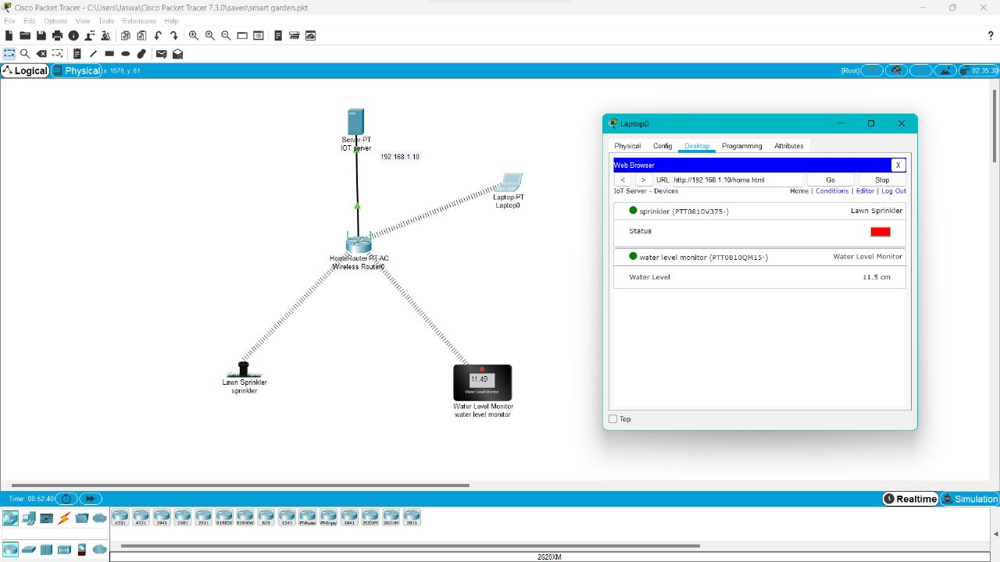 Cisco Packet Tracer - C:\Users\Jaswa\Cisco Packet Tracer 7.3.0\saves\smart garden.pkt
File Edit Options View Tools Extensions Help
?
Logical Physical x: 1576, y: 61 [Root] 02:35:30
Server-PT
IOT server
192.168.1.10
Laptop-PT
Laptop0
HomeRouter-PT-AC
Wireless Router0
Lawn Sprinkler
sprinkler
11.49
Water Level Monitor
Water Level Monitor
water level monitor
Laptop0
Physical Config Desktop Programming Attributes
Web Browser X
< > URL http://192.168.1.10/home.html Go Stop
IoT Server - Devices Home | Conditions | Editor | Log Out
sprinkler (PTT0810V375-) Lawn Sprinkler
Status
water level monitor (PTT0810QM15-) Water Level Monitor
Water Level 11.5 cm
Top
Time: 00:52:40 Realtime Simulation
4331 4321 1941 2901 2911 819IOX 819HGW 829 1240 PT-Router PT-Empty 1841 2620XM 2621XM 2811
2620XM